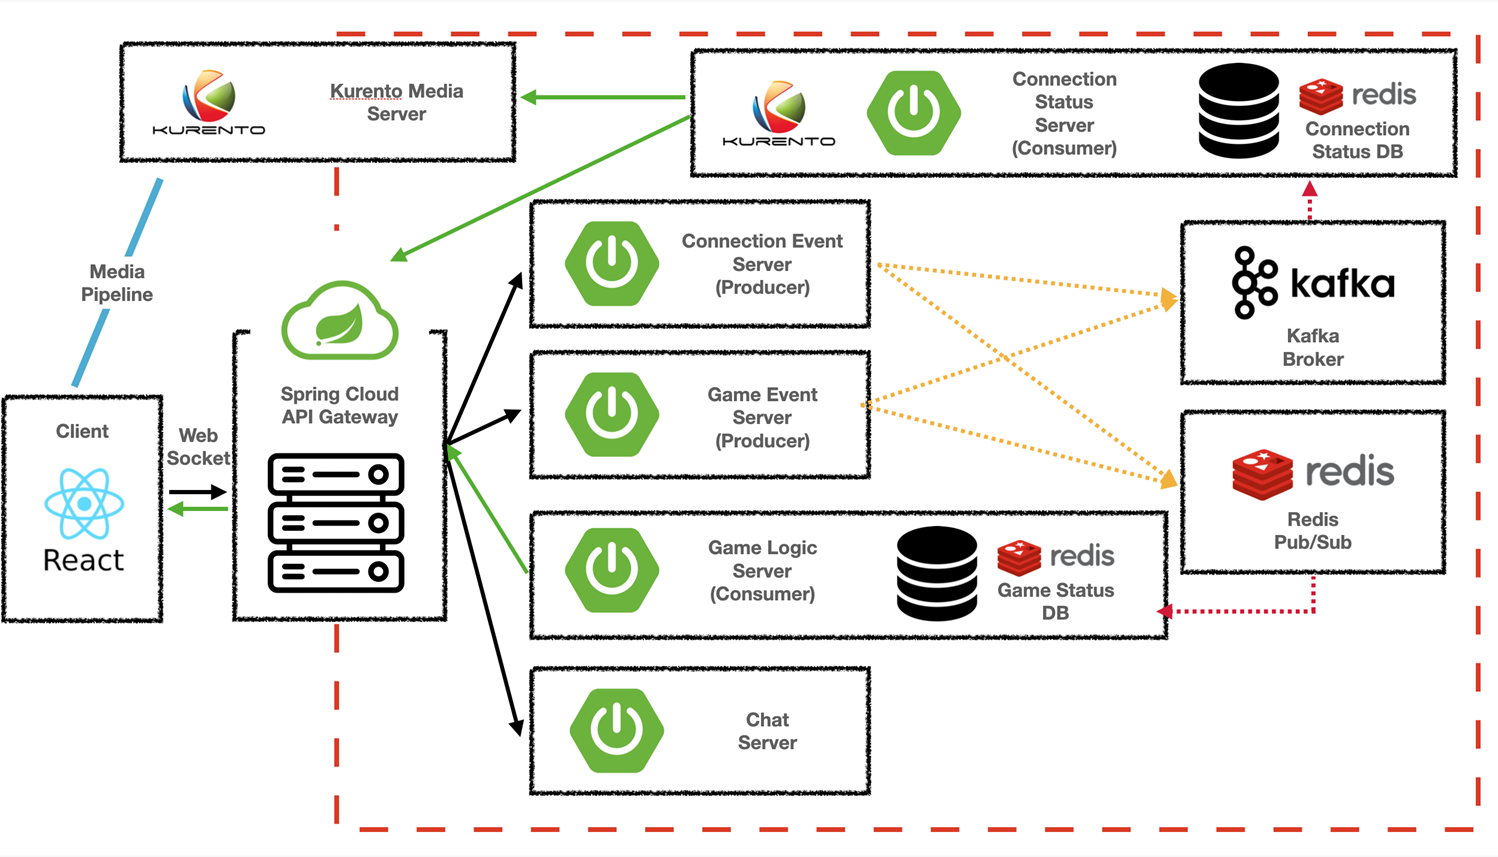 KURENTO
Kurento Media
Server
KURENTO
Connection
Status
Server
(Consumer)
redis
Connection
Status DB
Media
Pipeline
Connection Event
Server
(Producer)
kafka
Kafka
Broker
Client
React
Web
Socket
Spring Cloud
API Gateway
Game Event
Server
(Producer)
redis
Redis
Pub/Sub
Game Logic
Server
(Consumer)
redis
Game Status
DB
Chat
Server